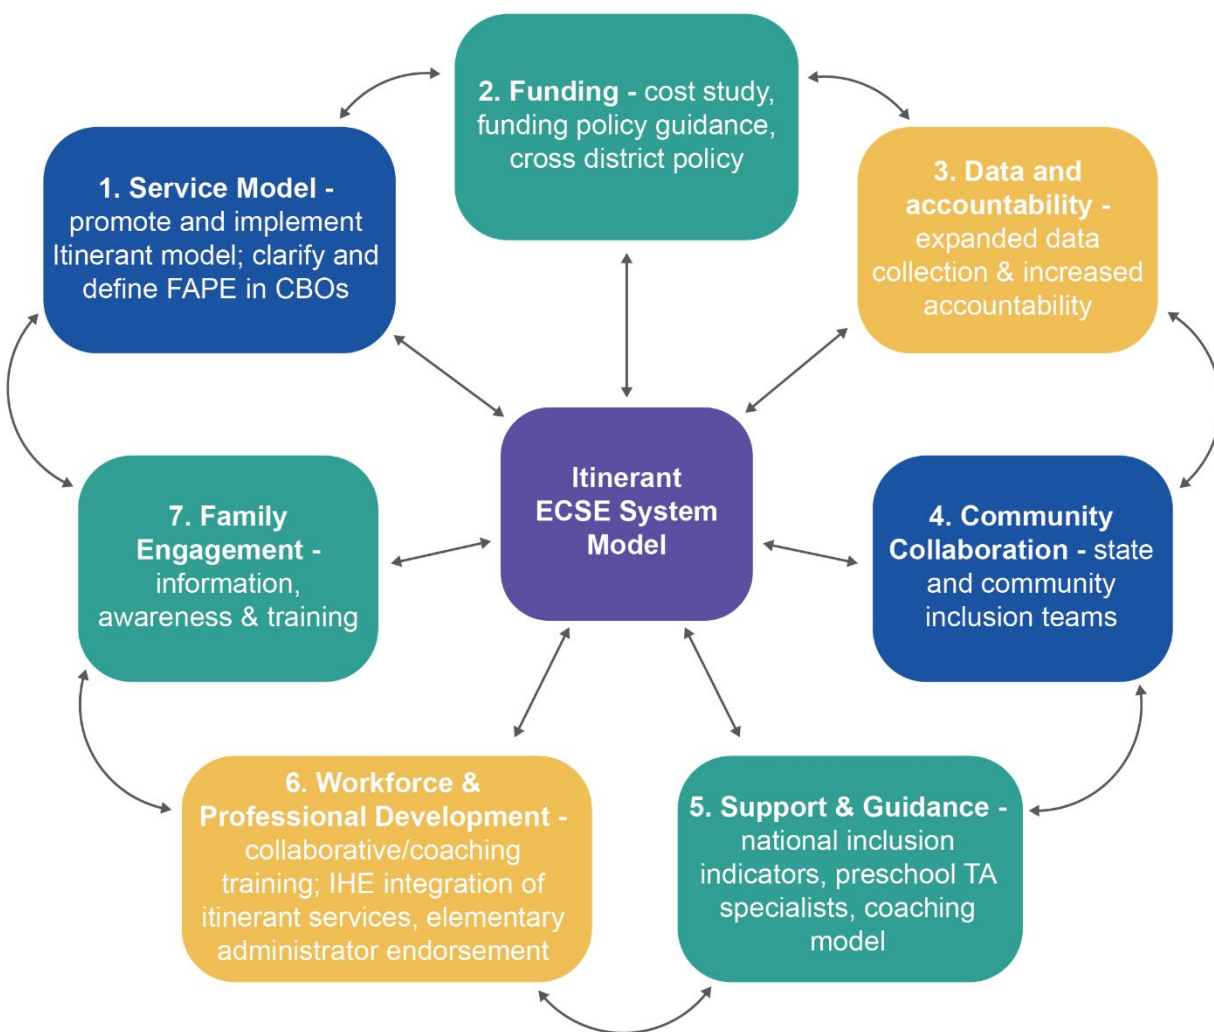 2. Funding - cost study,
funding policy guidance,
cross district policy
1. Service Model -
promote and implement
Itinerant model; clarify and
define FAPE in CBOs
3. Data and
accountability -
expanded data
collection & increased
accountability
Itinerant
ECSE System
Model
7. Family
Engagement -
information,
awareness & training
4. Community
Collaboration - state
and community
inclusion teams
6. Workforce &
Professional Development -
collaborative/coaching
training; IHE integration of
itinerant services, elementary
administrator endorsement
5. Support & Guidance -
national inclusion
indicators, preschool TA
specialists, coaching
model